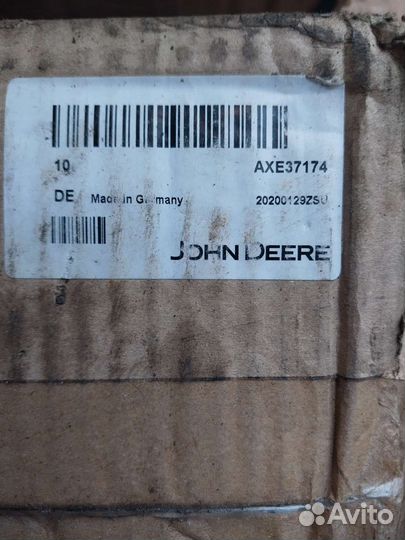 10 AXE37174
DE Made in Germany 20200129ZSU
JOHN DEERE
Avito